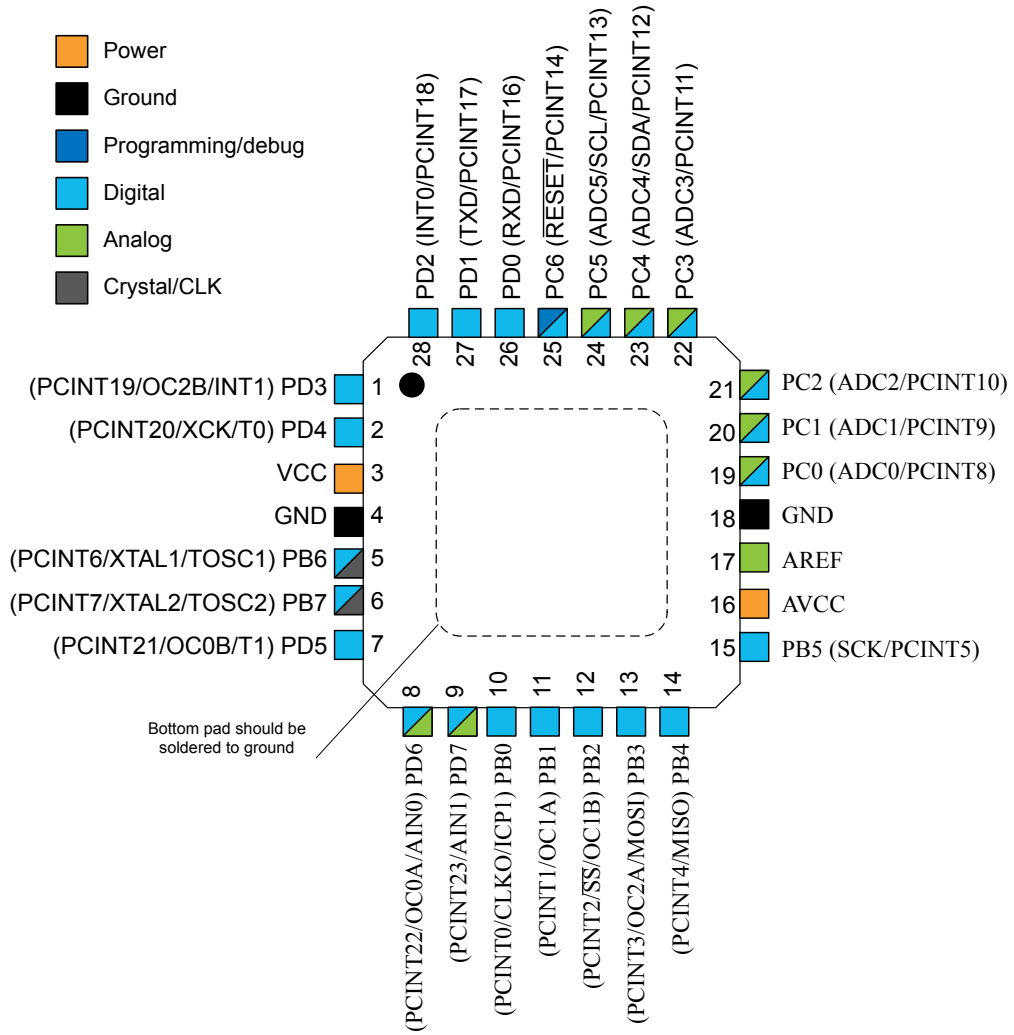 Power
Ground
Programming/debug
Digital
Analog
Crystal/CLK
PD2 (INT0/PCINT18)
PD1 (TXD/PCINT17)
PD0 (RXD/PCINT16)
PC6 (RESET/PCINT14)
PC5 (ADC5/SCL/PCINT13)
PC4 (ADC4/SDA/PCINT12)
PC3 (ADC3/PCINT11)
28
27
26
25
24
23
22
(PCINT19/OC2B/INT1) PD3
1
(PCINT20/XCK/T0) PD4
2
VCC
3
GND
4
(PCINT6/XTAL1/TOSC1) PB6
5
(PCINT7/XTAL2/TOSC2) PB7
6
(PCINT21/OC0B/T1) PD5
7
21
PC2 (ADC2/PCINT10)
20
PC1 (ADC1/PCINT9)
19
PC0 (ADC0/PCINT8)
18
GND
17
AREF
16
AVCC
15
PB5 (SCK/PCINT5)
8
9
10
11
12
13
14
Bottom pad should be
soldered to ground
(PCINT22/OC0A/AIN0) PD6
(PCINT23/AIN1) PD7
(PCINT0/CLKO/ICP1) PB0
(PCINT1/OC1A) PB1
(PCINT2/SS/OC1B) PB2
(PCINT3/OC2A/MOSI) PB3
(PCINT4/MISO) PB4